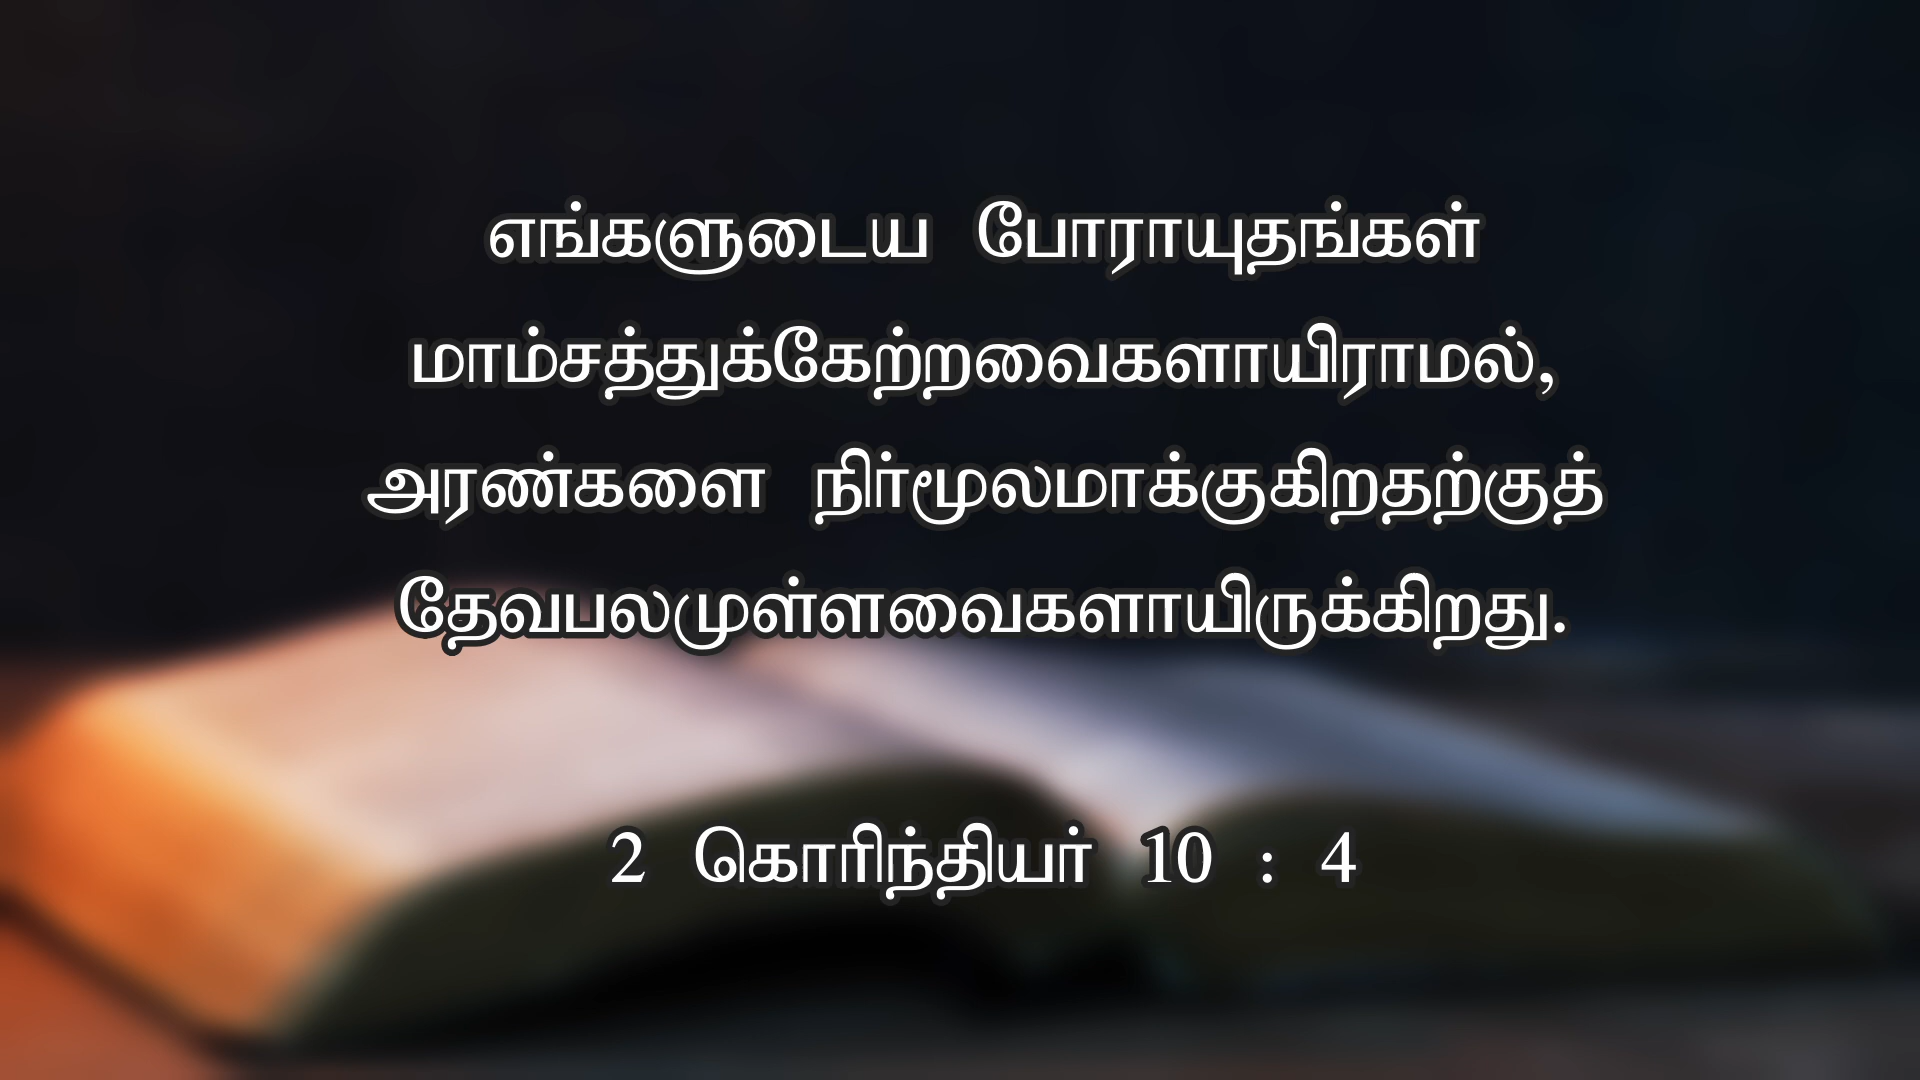 எங்களுடைய போராயுதங்கள்
மாம்சத்துக்கேற்றவைகளாயிராமல்,
அரண்களை நிர்மூலமாக்குகிறதற்குத்
தேவபலமுள்ளவைகளாயிருக்கிறது.
2 கொரிந்தியர் 10 : 4